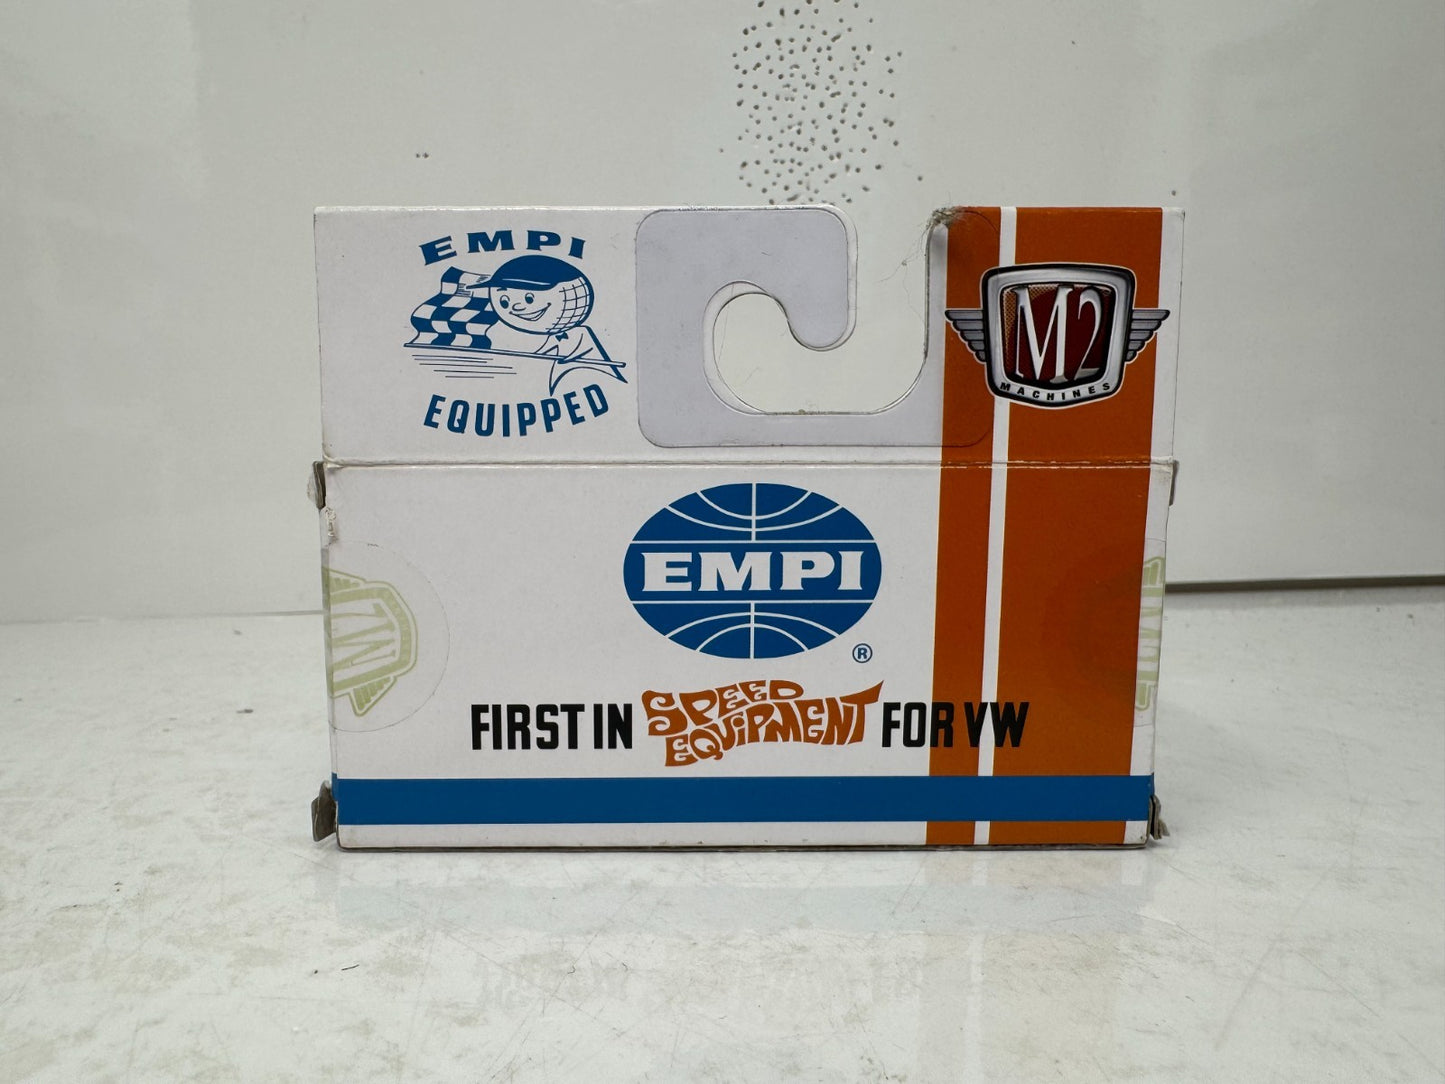 EMPI
EQUIPPED
M2
MACHINES
EMPI
®
FIRST IN SPEED EQUIPMENT FOR VW